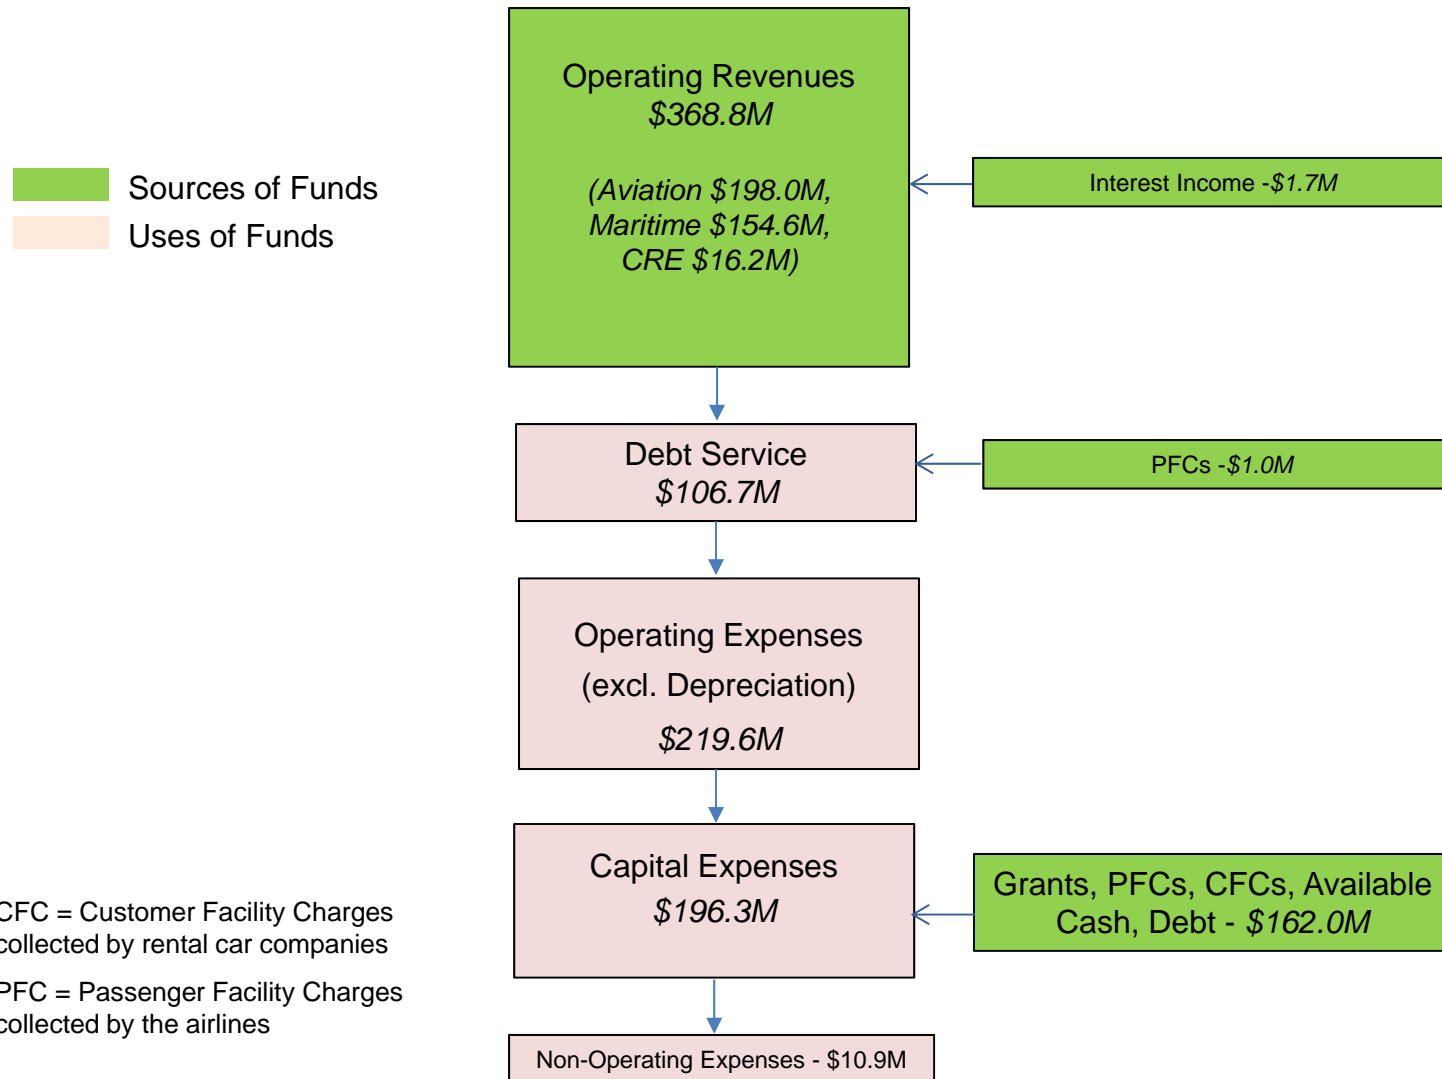 Operating Revenues
$368.8M
(Aviation $198.0M,
Maritime $154.6M,
CRE $16.2M)
Sources of Funds
Uses of Funds
Interest Income -$1.7M
Debt Service
$106.7M
PFCs -$1.0M
Operating Expenses
(excl. Depreciation)
$219.6M
Capital Expenses
$196.3M
Grants, PFCs, CFCs, Available
Cash, Debt - $162.0M
CFC = Customer Facility Charges
collected by rental car companies
PFC = Passenger Facility Charges
collected by the airlines
Non-Operating Expenses - $10.9M